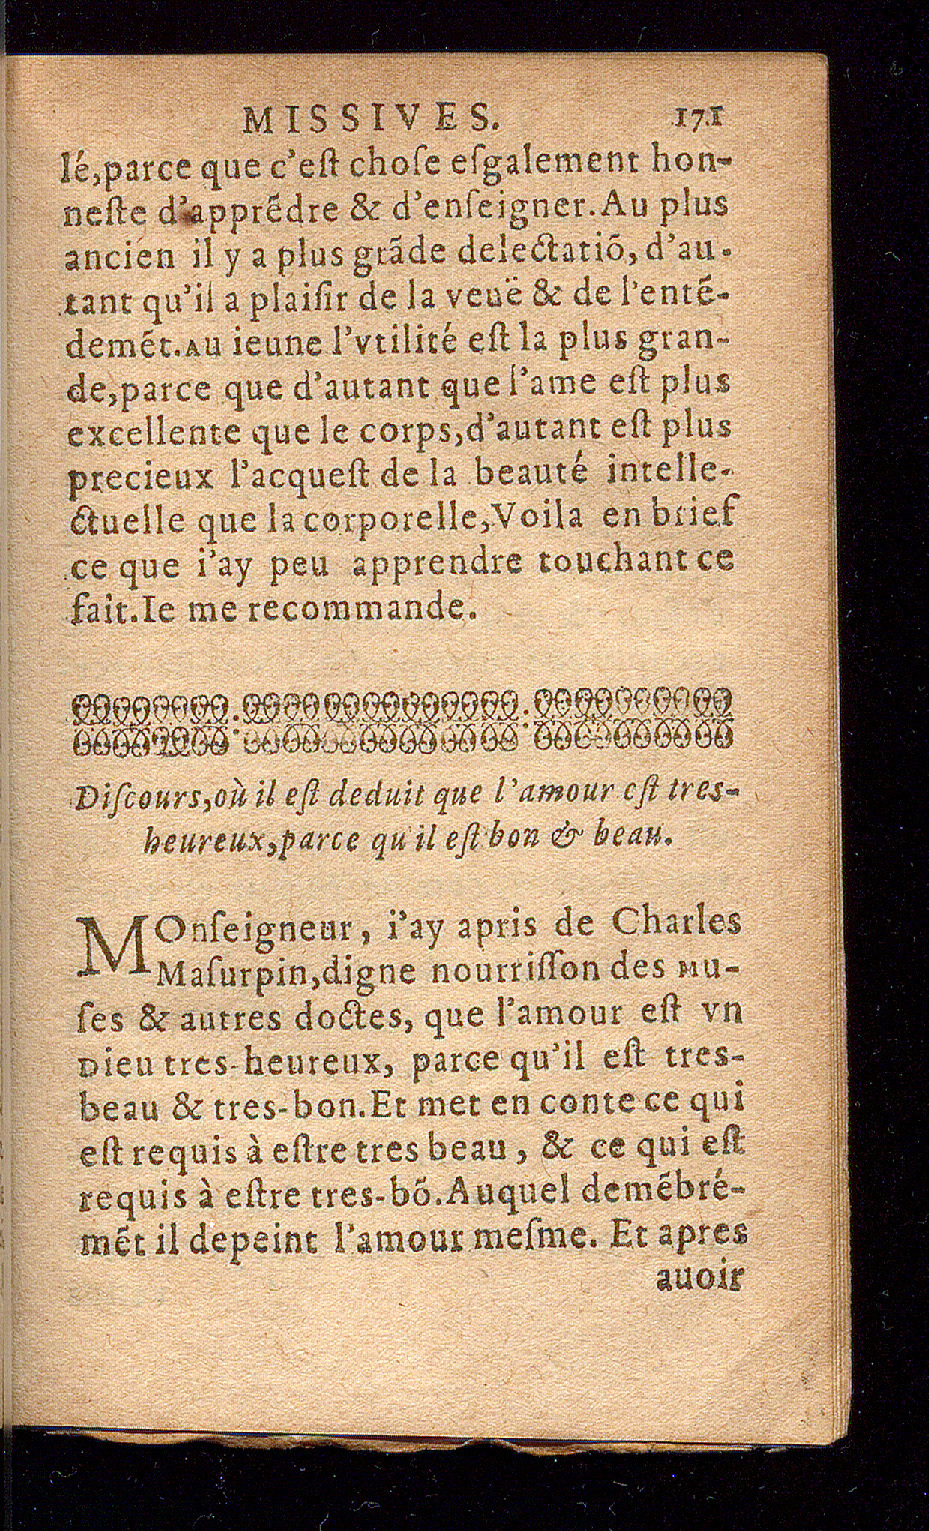 MISSIVES. 171
lé,parce que c'eſt choſe eſgalement hon-
neſte d'apprẽdre & d'enſeigner.Au plus
ancien il y a plus grãde delectatiõ, d'au-
tant qu'il a plaiſir de la veuë & de l'entẽ-
demẽt.Au ieune l'vtilité eſt la plus gran-
de,parce que d'autant que l'ame eſt plus
excellente que le corps,d'autant eſt plus
precieux l'acqueſt de la beauté intelle-
ctuelle que la corporelle,Voila en brief
ce que i'ay peu apprendre touchant ce
fait.Ie me recommande.
Diſcours,où il eſt deduit que l'amour eſt tres-
heureux,parce qu'il eſt bon & beau.
MOnſeigneur, i'ay apris de Charles
Maſurpin,digne nourriſſon des Mu-
ſes & autres doctes, que l'amour eſt vn
Dieu tres-heureux, parce qu'il eſt tres-
beau & tres-bon.Et met en conte ce qui
eſt requis à eſtre tres beau, & ce qui eſt
requis à eſtre tres-bõ.Auquel demẽbré-
mẽt il depeint l'amour meſme. Et apres
auoir